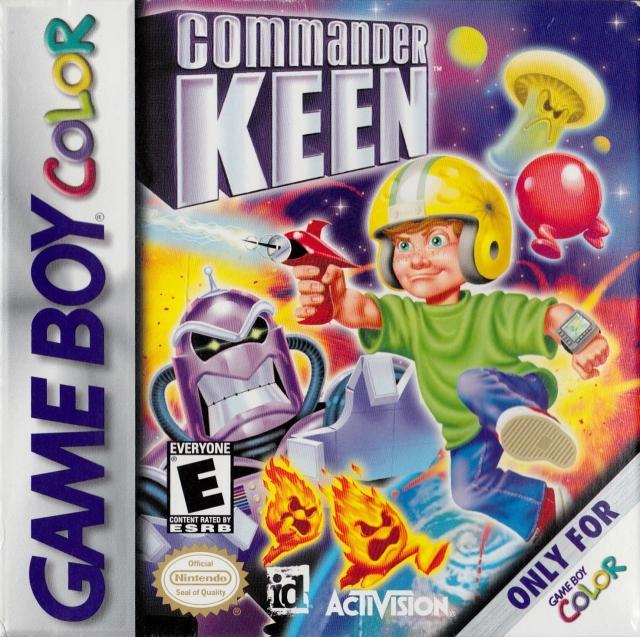 GAME BOY COLOR
®
COMMANDER
KEEN™
EVERYONE
E
®
CONTENT RATED BY
ESRB
Official
Nintendo
Seal of Quality
®
id
ACTIVISION®
ONLY FOR
GAME BOY
COLOR